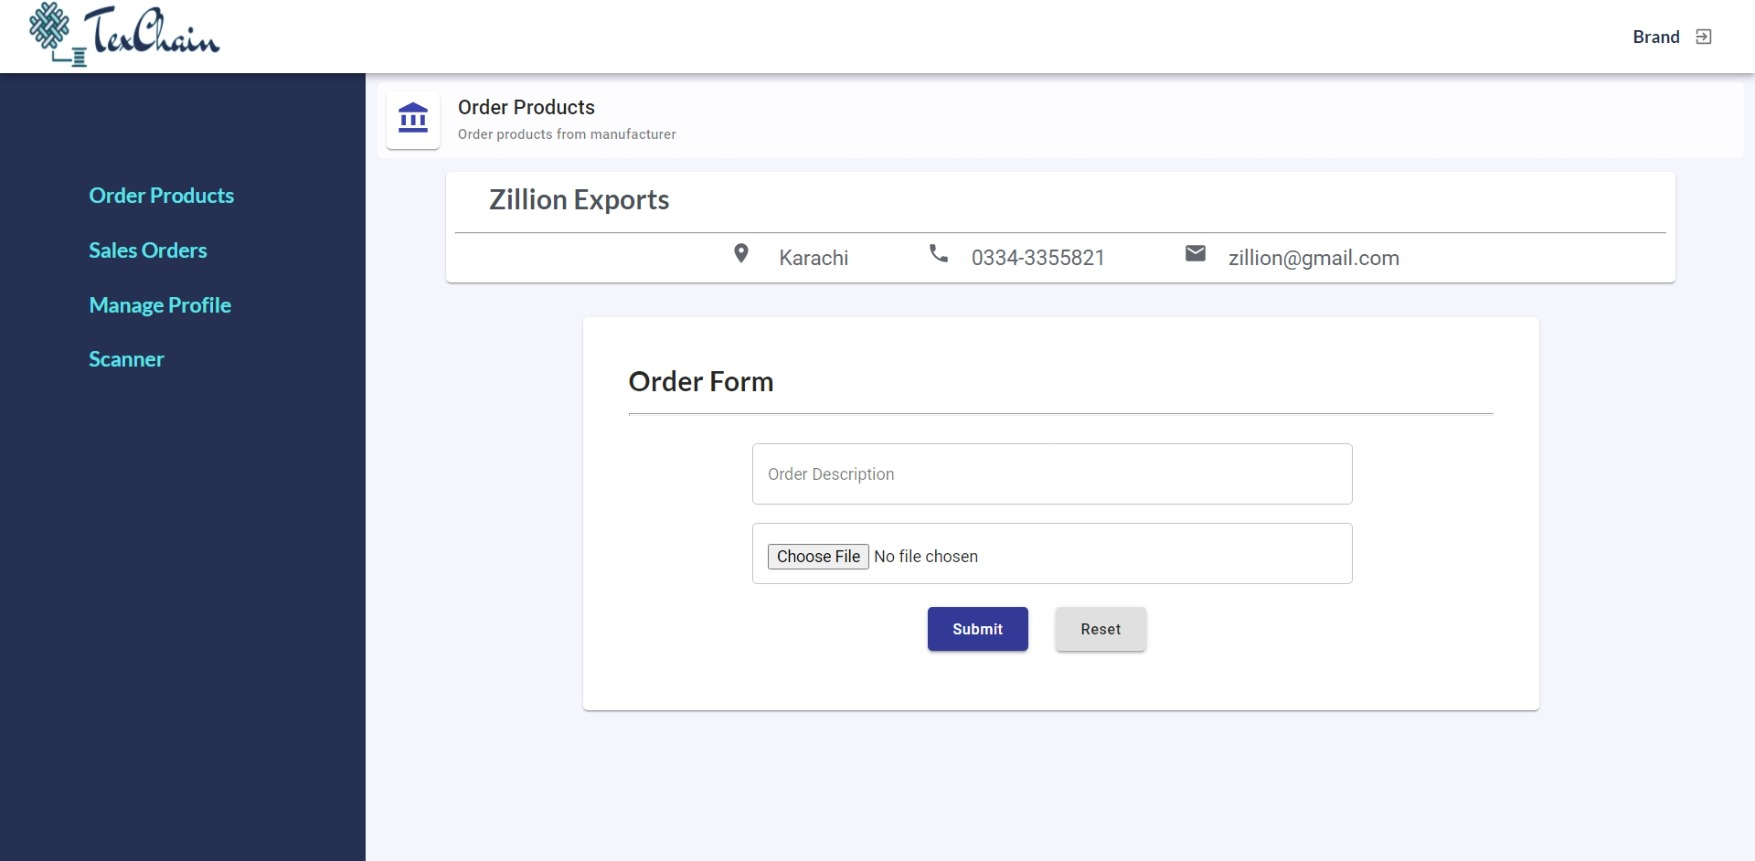 TexChain
Brand
Order Products
Order products from manufacturer
Order Products
Sales Orders
Manage Profile
Scanner
Zillion Exports
Karachi 0334-3355821 zillion@gmail.com
Order Form
Order Description
Choose File No file chosen
Submit Reset